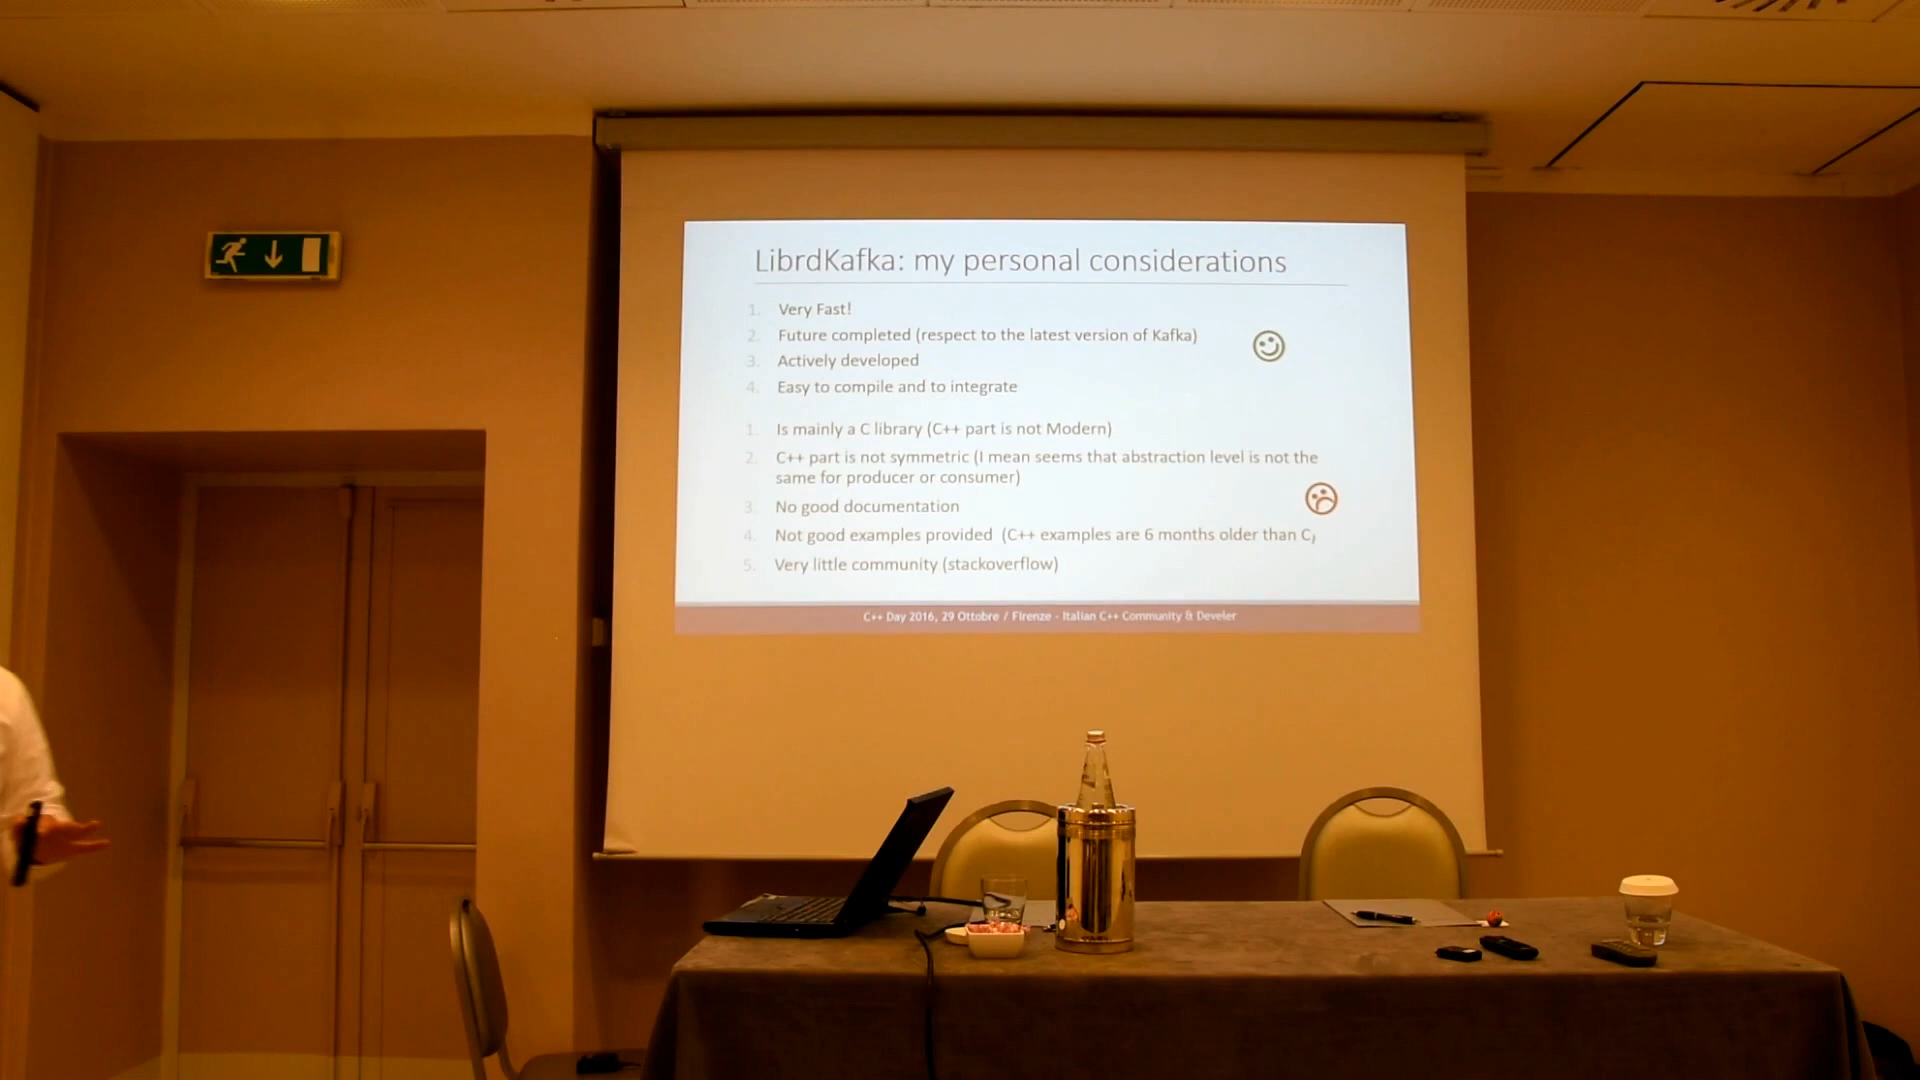 LibrdKafka: my personal considerations
1. Very Fast!
2. Future completed (respect to the latest version of Kafka)
3. Actively developed
4. Easy to compile and to integrate
1. Is mainly a C library (C++ part is not Modern)
2. C++ part is not symmetric (I mean seems that abstraction level is not the
same for producer or consumer)
3. No good documentation
4. Not good examples provided (C++ examples are 6 months older than C)
5. Very little community (stackoverflow)
C++ Day 2016, 29 Ottobre / Firenze - Italian C++ Community & Develer